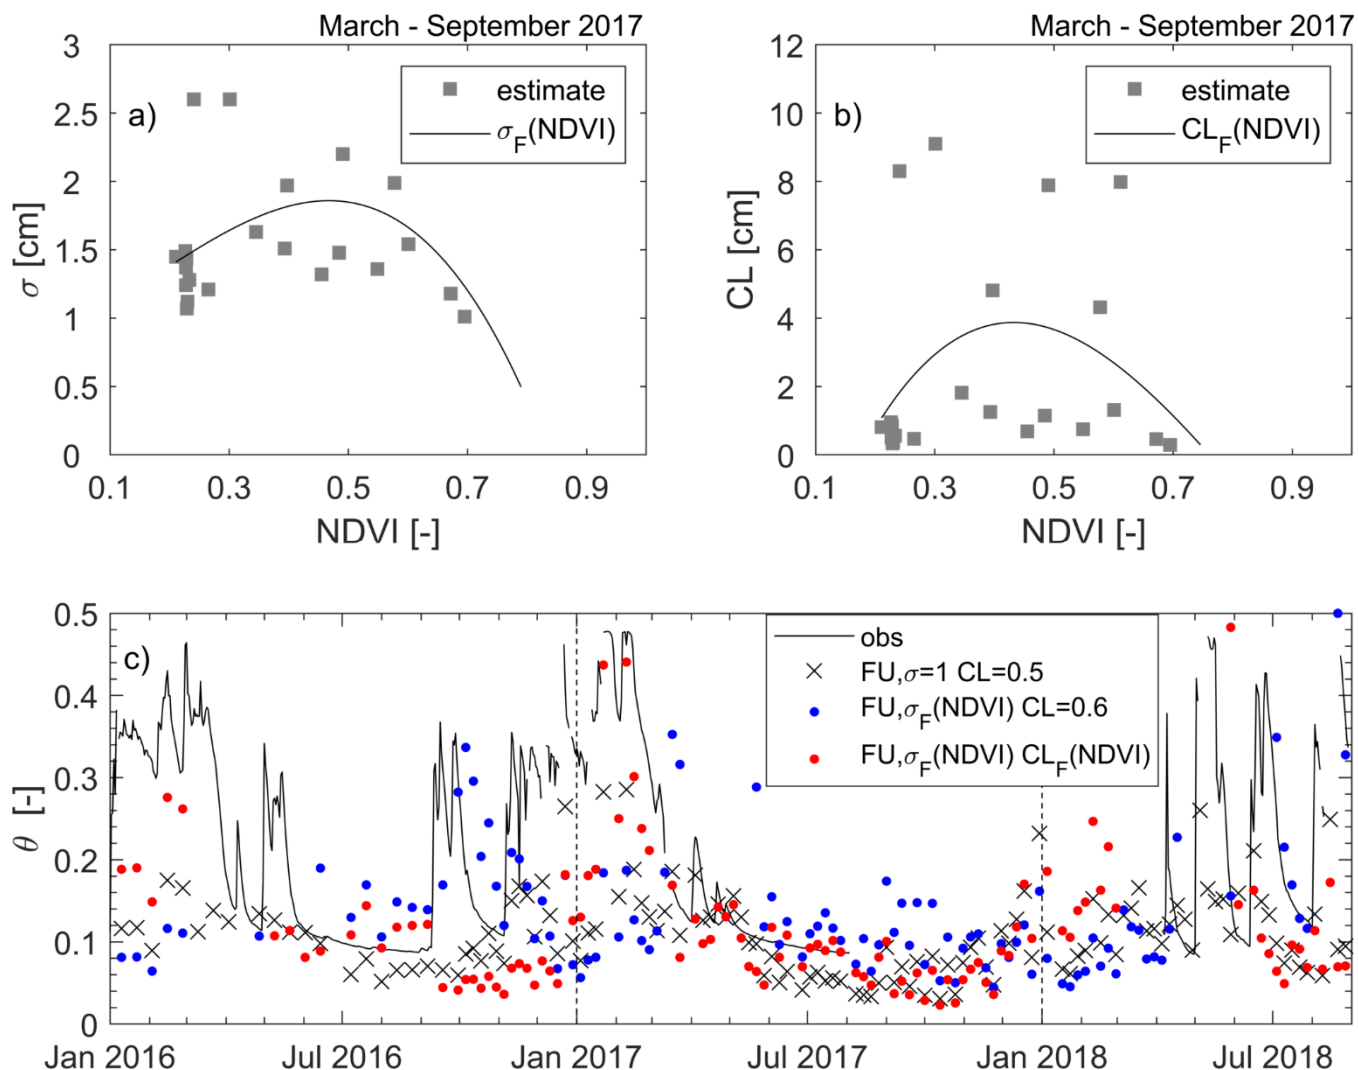 March - September 2017
3
2.5
2
1.5
1
0.5
0
σ [cm]
a)
estimate
σF(NDVI)
0.1 0.3 0.5 0.7 0.9
NDVI [-]
March - September 2017
12
10
8
6
4
2
0
CL [cm]
b)
estimate
CLF(NDVI)
0.1 0.3 0.5 0.7 0.9
NDVI [-]
0.5
0.4
0.3
0.2
0.1
0
θ [-]
c)
obs
FU,σ=1 CL=0.5
FU,σF(NDVI) CL=0.6
FU,σF(NDVI) CLF(NDVI)
Jan 2016 Jul 2016 Jan 2017 Jul 2017 Jan 2018 Jul 2018